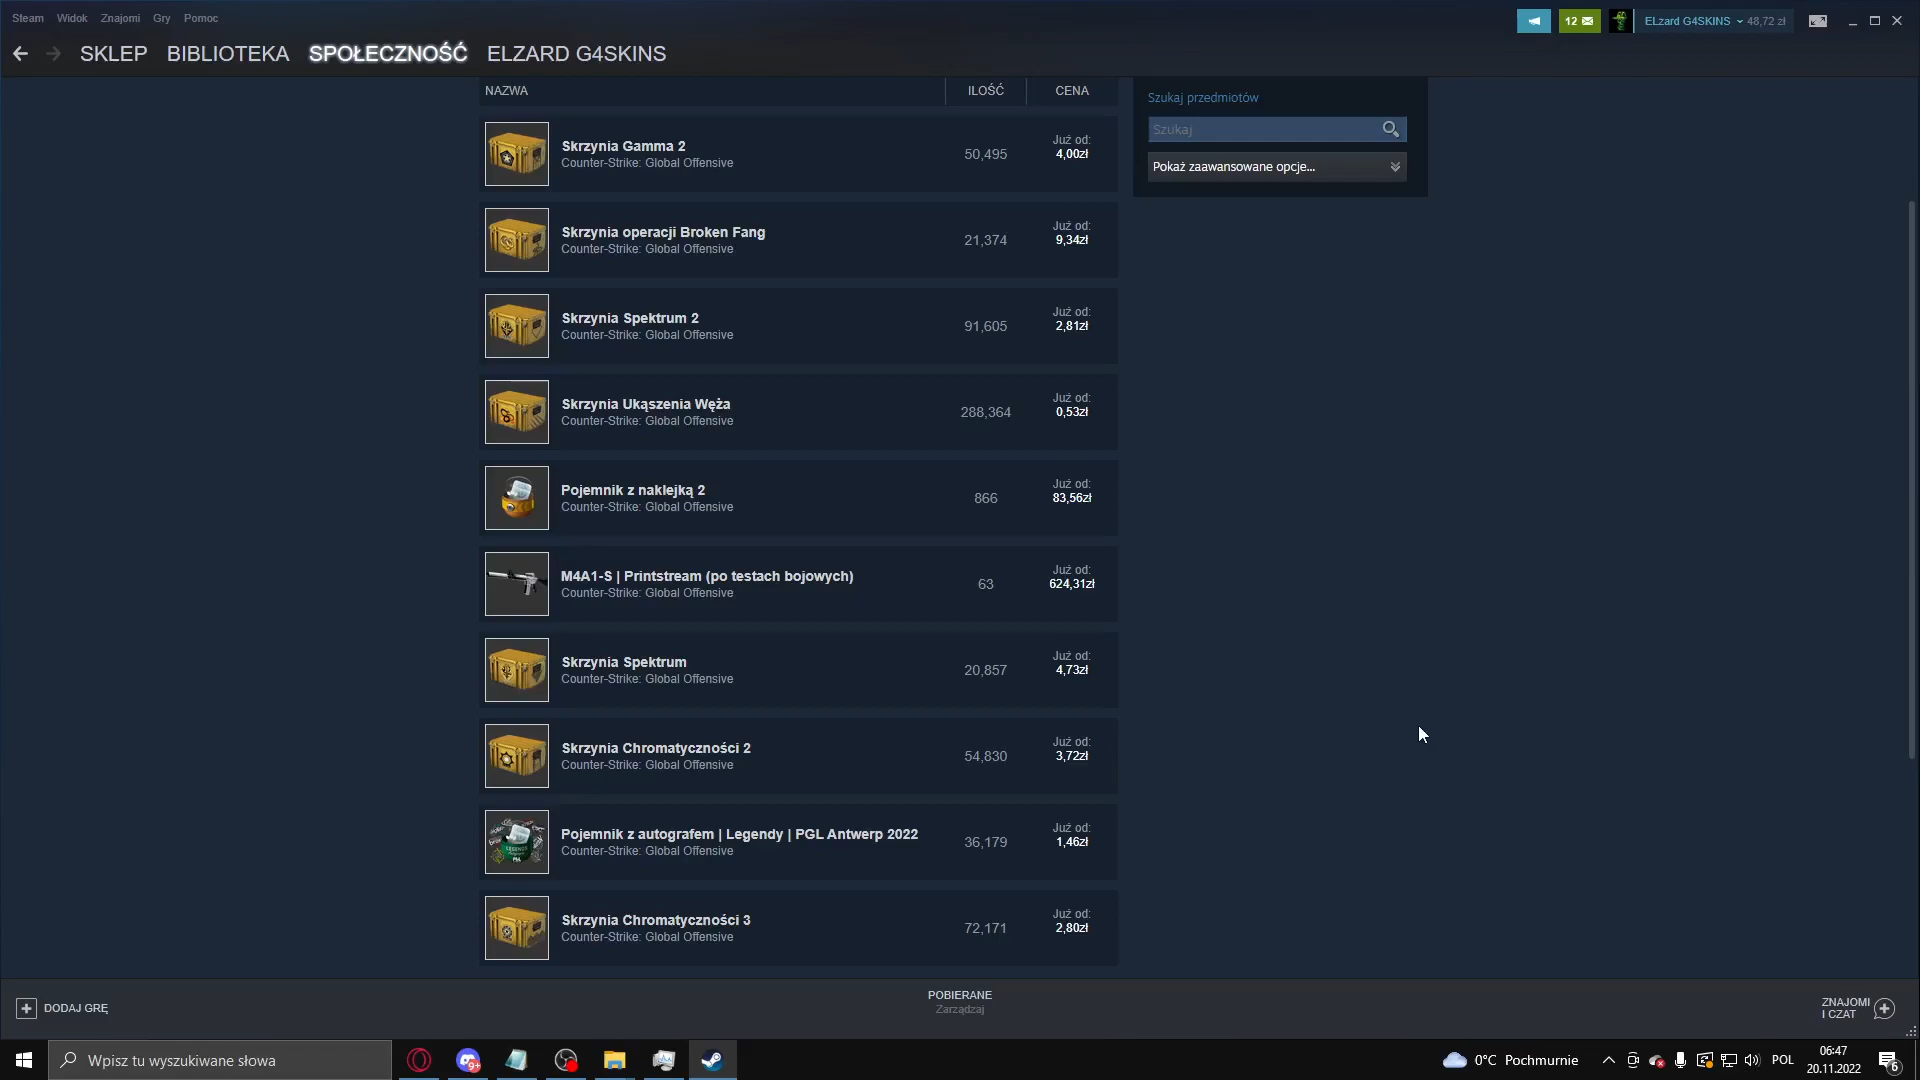 Steam Widok Znajomi Gry Pomoc
12 ELzard G4SKINS 48,72 zł
SKLEP BIBLIOTEKA SPOŁECZNOŚĆ ELZARD G4SKINS
NAZWA ILOŚĆ CENA
Szukaj przedmiotów
Szukaj
Pokaż zaawansowane opcje...
Skrzynia Gamma 2
Counter-Strike: Global Offensive
50,495
Już od:
4,00zł
Skrzynia operacji Broken Fang
Counter-Strike: Global Offensive
21,374
Już od:
9,34zł
Skrzynia Spektrum 2
Counter-Strike: Global Offensive
91,605
Już od:
2,81zł
Skrzynia Ukąszenia Węża
Counter-Strike: Global Offensive
288,364
Już od:
0,53zł
Pojemnik z naklejką 2
Counter-Strike: Global Offensive
866
Już od:
83,56zł
M4A1-S | Printstream (po testach bojowych)
Counter-Strike: Global Offensive
63
Już od:
624,31zł
Skrzynia Spektrum
Counter-Strike: Global Offensive
20,857
Już od:
4,73zł
Skrzynia Chromatyczności 2
Counter-Strike: Global Offensive
54,830
Już od:
3,72zł
Pojemnik z autografem | Legendy | PGL Antwerp 2022
Counter-Strike: Global Offensive
36,179
Już od:
1,46zł
Skrzynia Chromatyczności 3
Counter-Strike: Global Offensive
72,171
Już od:
2,80zł
DODAJ GRĘ
POBIERANE
Zarządzaj
ZNAJOMI
I CZAT
Wpisz tu wyszukiwane słowa
9+
0°C Pochmurnie
POL
06:47
20.11.2022
6